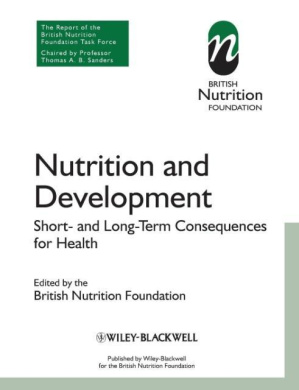 The Report of the
British Nutrition
Foundation Task Force
Chaired by Professor
Thomas A. B. Sanders
n
BRITISH
Nutrition
FOUNDATION
Nutrition and
Development
Short- and Long-Term Consequences
for Health
Edited by the
British Nutrition Foundation
WILEY-BLACKWELL
Published by Wiley-Blackwell
for the British Nutrition Foundation